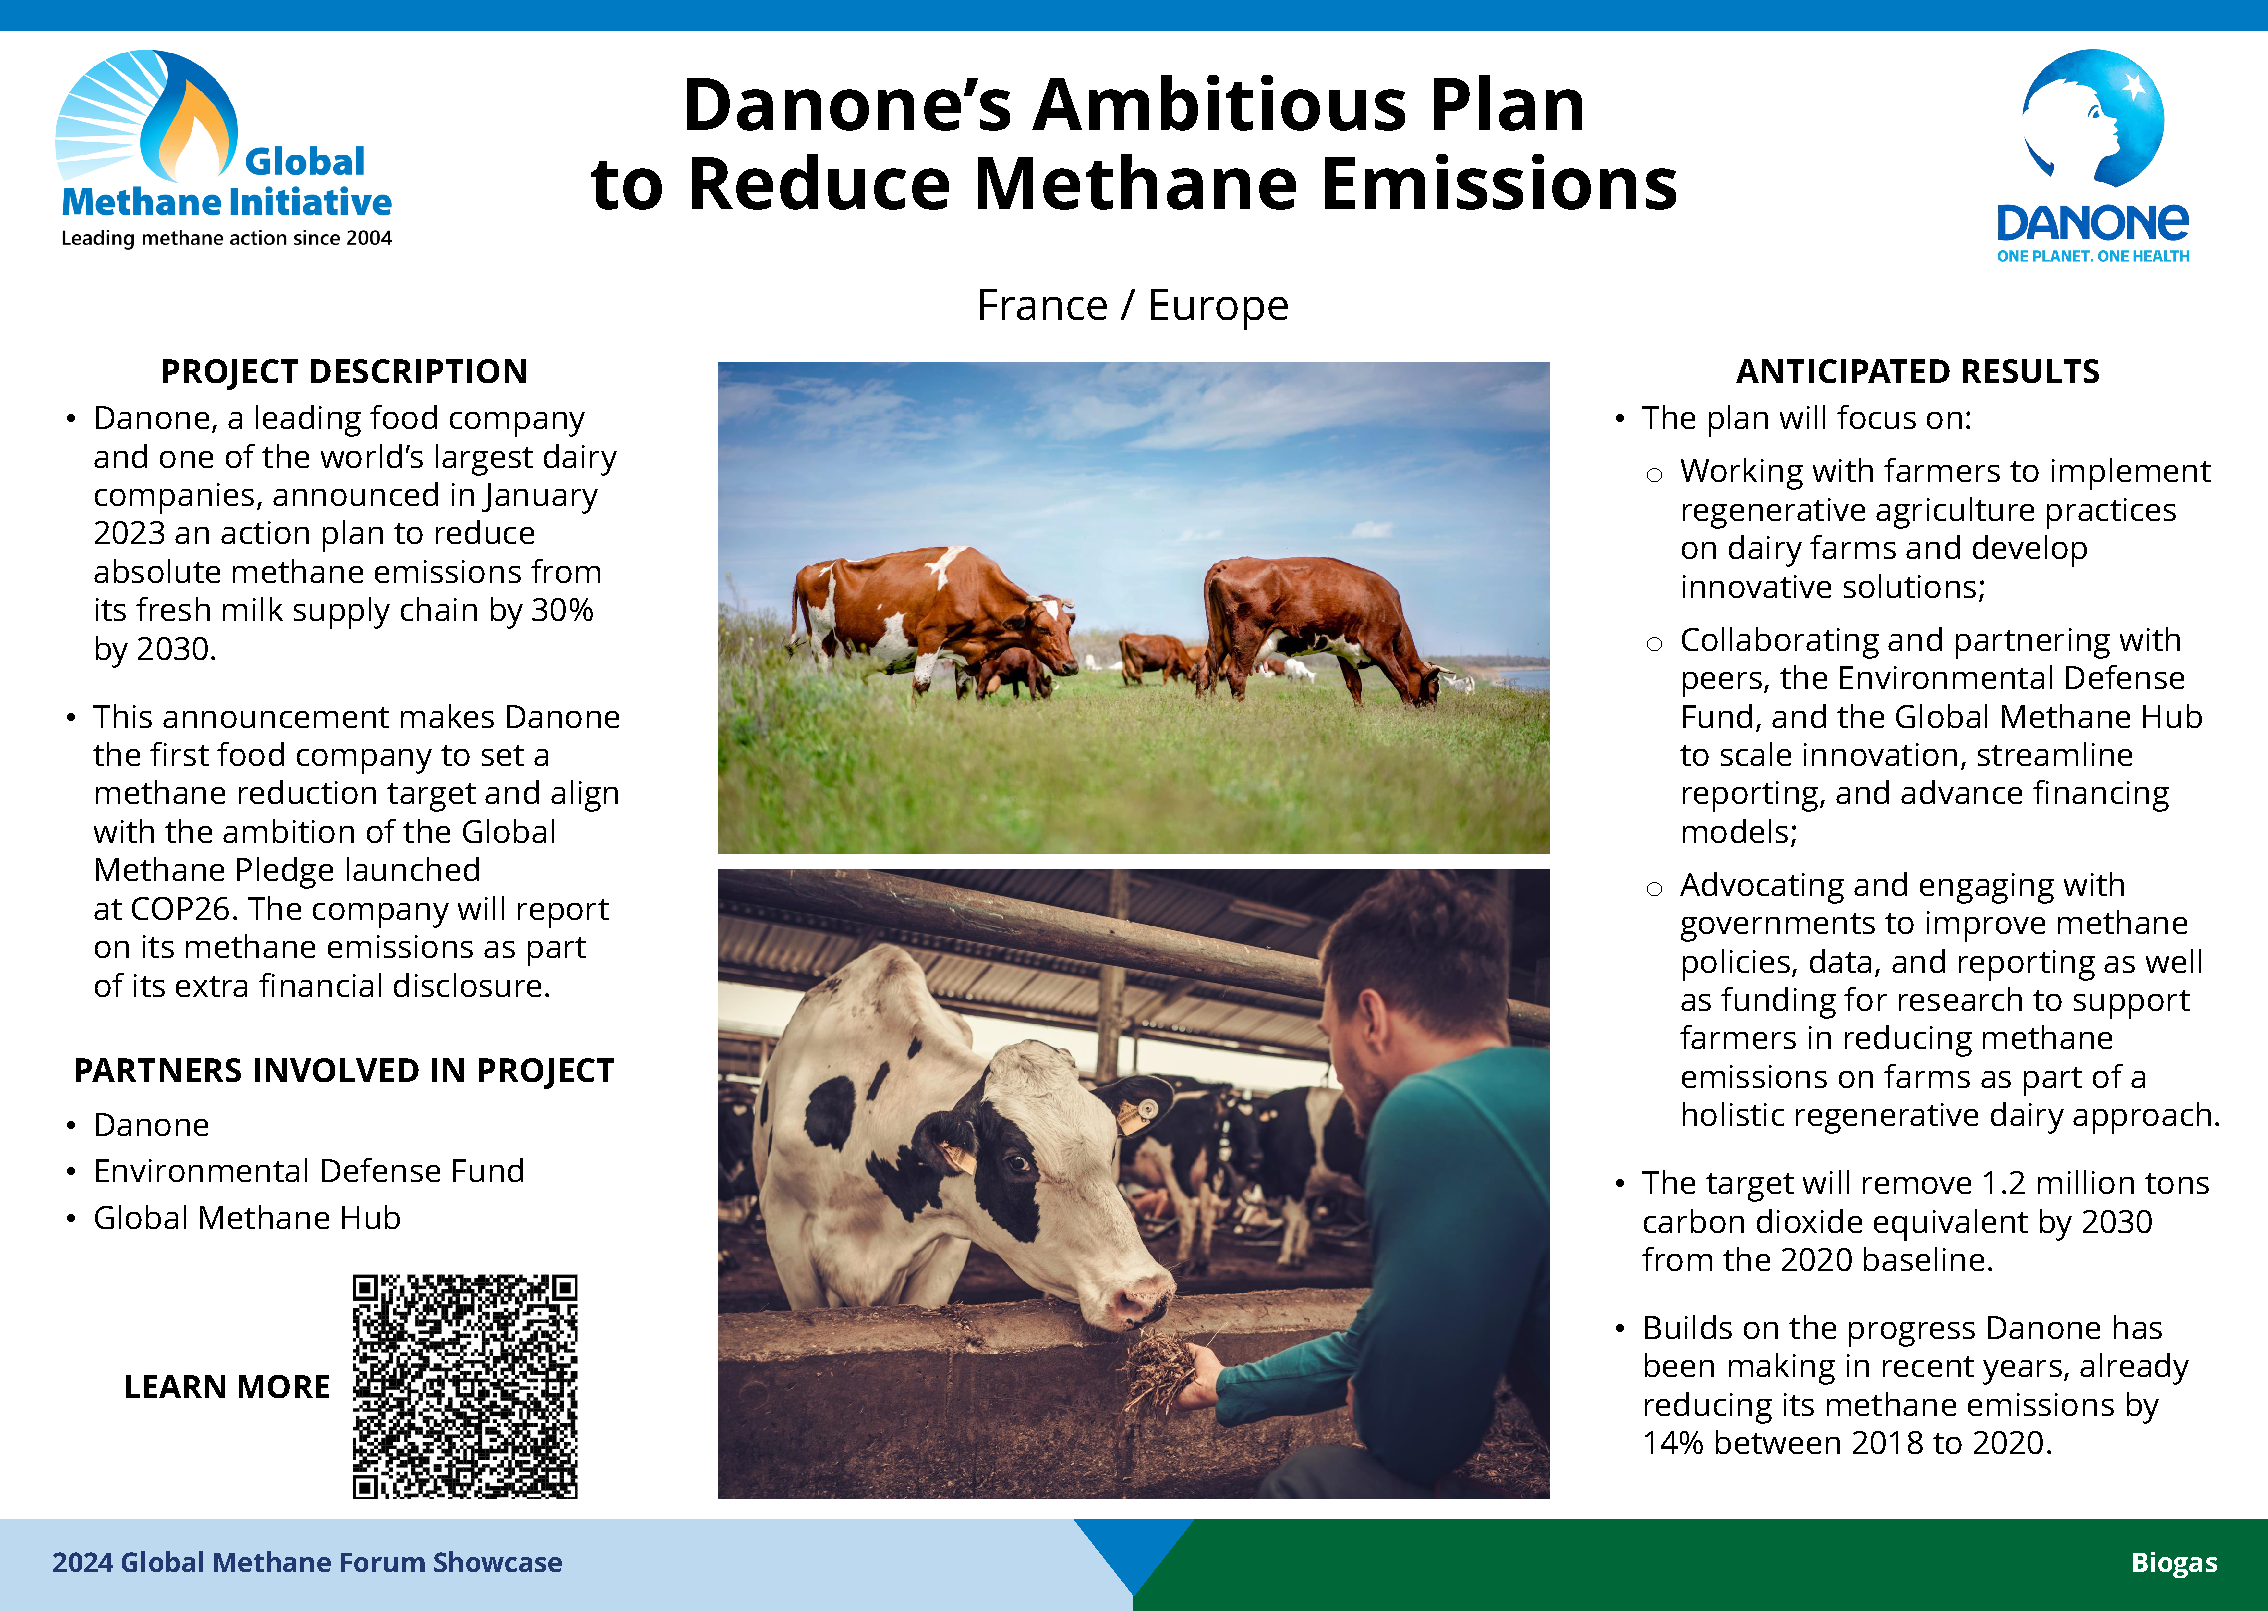 Global
Methane Initiative
Leading methane action since 2004
Danone’s Ambitious Plan
to Reduce Methane Emissions
DANONE
ONE PLANET. ONE HEALTH
France / Europe
PROJECT DESCRIPTION
• Danone, a leading food company
and one of the world’s largest dairy
companies, announced in January
2023 an action plan to reduce
absolute methane emissions from
its fresh milk supply chain by 30%
by 2030.
• This announcement makes Danone
the first food company to set a
methane reduction target and align
with the ambition of the Global
Methane Pledge launched
at COP26. The company will report
on its methane emissions as part
of its extra financial disclosure.
PARTNERS INVOLVED IN PROJECT
• Danone
• Environmental Defense Fund
• Global Methane Hub
LEARN MORE
ANTICIPATED RESULTS
• The plan will focus on:
o Working with farmers to implement
regenerative agriculture practices
on dairy farms and develop
innovative solutions;
o Collaborating and partnering with
peers, the Environmental Defense
Fund, and the Global Methane Hub
to scale innovation, streamline
reporting, and advance financing
models;
o Advocating and engaging with
governments to improve methane
policies, data, and reporting as well
as funding for research to support
farmers in reducing methane
emissions on farms as part of a
holistic regenerative dairy approach.
• The target will remove 1.2 million tons
carbon dioxide equivalent by 2030
from the 2020 baseline.
• Builds on the progress Danone has
been making in recent years, already
reducing its methane emissions by
14% between 2018 to 2020.
2024 Global Methane Forum Showcase
Biogas